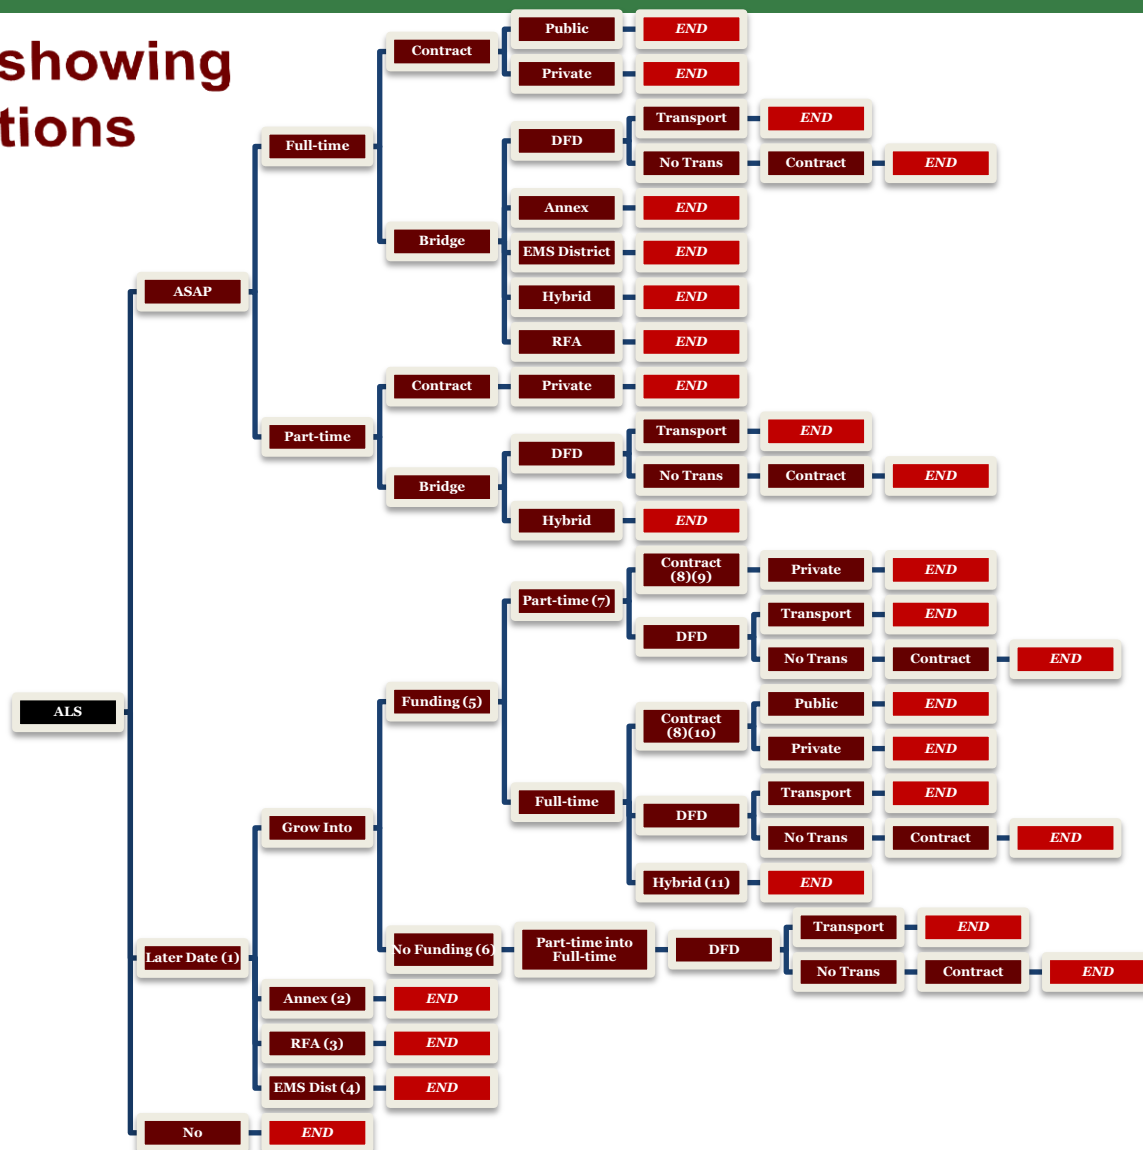 showing
tions
Public
END
Contract
Private
END
Transport
END
DFD
Full-time
No Trans
Contract
END
Annex
END
Bridge
EMS District
END
ASAP
Hybrid
END
RFA
END
Contract
Private
END
Transport
END
Part-time
DFD
No Trans
Contract
END
Bridge
Hybrid
END
Contract
(8)(9)
Private
END
Part-time (7)
Transport
END
DFD
No Trans
Contract
END
Funding (5)
ALS
Public
END
Contract
(8)(10)
Private
END
Full-time
Transport
END
DFD
Grow Into
No Trans
Contract
END
Hybrid (11)
END
Transport
END
Later Date (1)
No Funding (6)
Part-time into
Full-time
DFD
No Trans
Contract
END
Annex (2)
END
RFA (3)
END
EMS Dist (4)
END
No
END